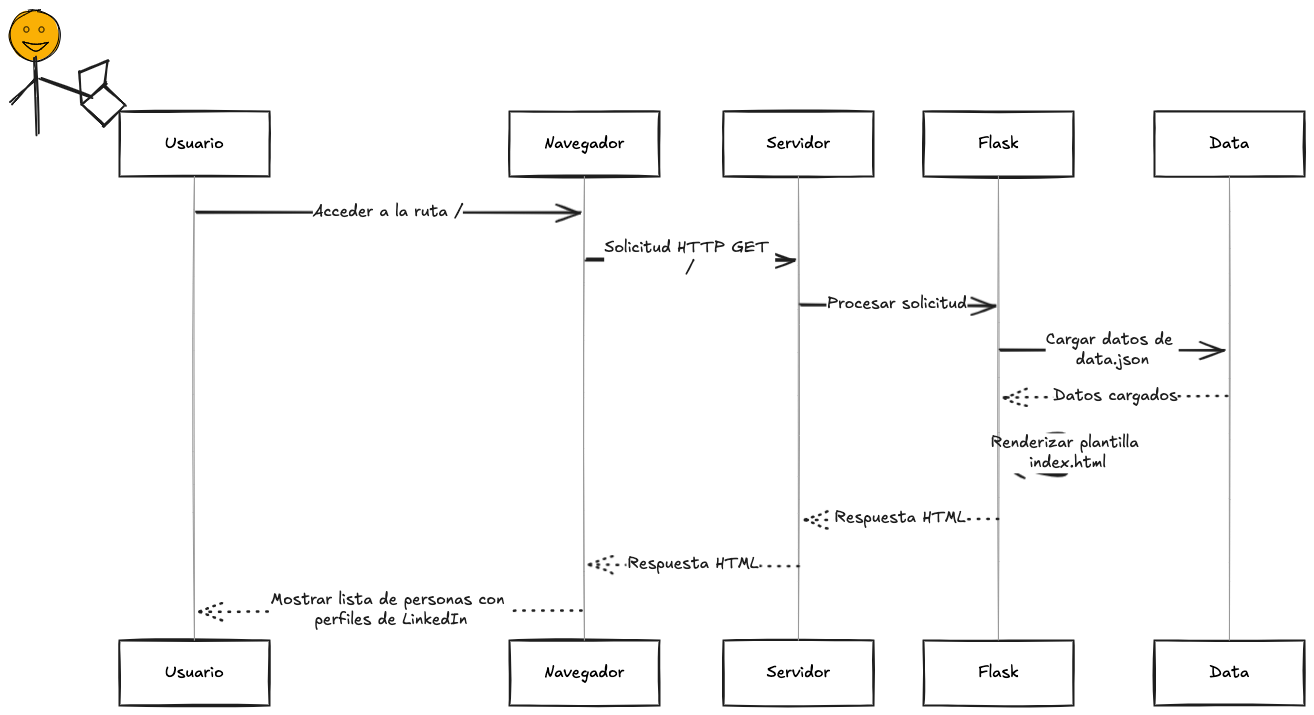 Usuario
Navegador
Servidor
Flask
Data
Acceder a la ruta /
Solicitud HTTP GET
/
Procesar solicitud
Cargar datos de
data.json
Datos cargados
Renderizar plantilla
index.html
Respuesta HTML
Respuesta HTML
Mostrar lista de personas con
perfiles de LinkedIn
Usuario
Navegador
Servidor
Flask
Data